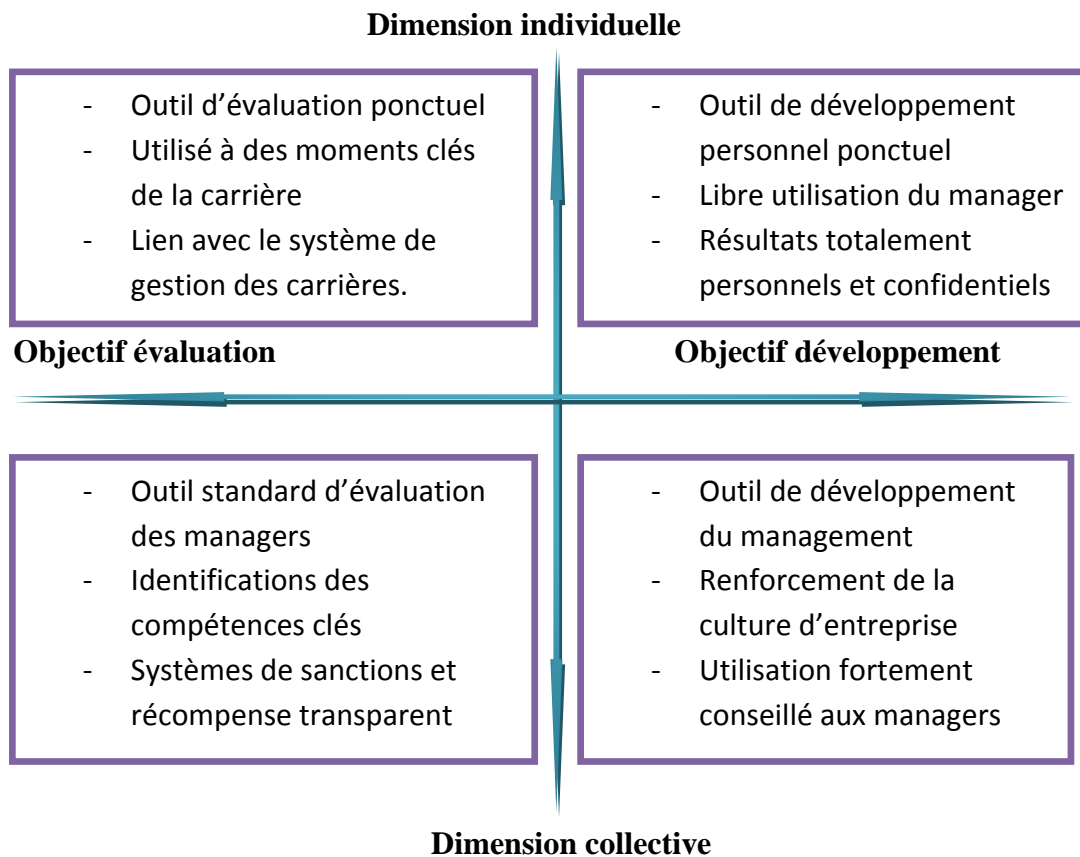 Dimension individuelle
- Outil d’évaluation ponctuel
- Utilisé à des moments clés
de la carrière
- Lien avec le système de
gestion des carrières.
- Outil de développement
personnel ponctuel
- Libre utilisation du manager
- Résultats totalement
personnels et confidentiels
Objectif évaluation
Objectif développement
- Outil standard d’évaluation
des managers
- Identifications des
compétences clés
- Systèmes de sanctions et
récompense transparent
- Outil de développement
du management
- Renforcement de la
culture d’entreprise
- Utilisation fortement
conseillé aux managers
Dimension collective